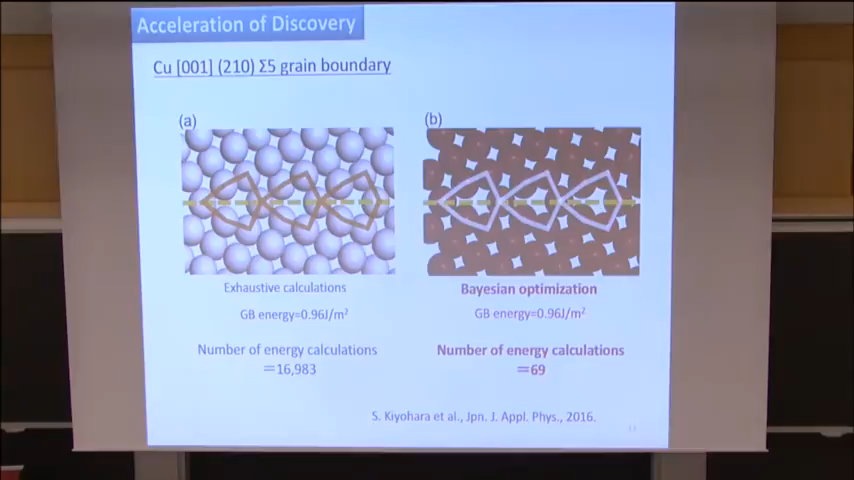 Acceleration of Discovery
Cu [001] (210) Σ5 grain boundary
(a)
(b)
Exhaustive calculations
GB energy=0.96J/m²
Number of energy calculations
＝16,983
Bayesian optimization
GB energy=0.96J/m²
Number of energy calculations
＝69
S. Kiyohara et al., Jpn. J. Appl. Phys., 2016.